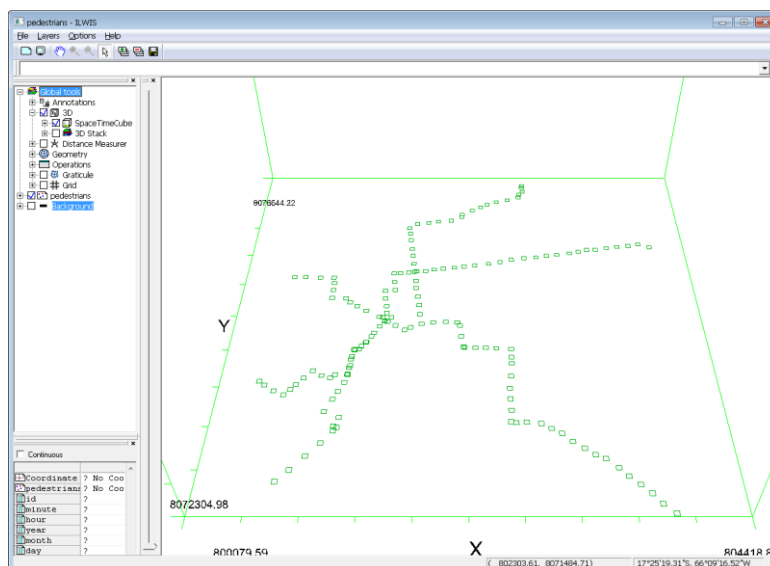 pedestrians - ILWIS
File Layers Options Help
Global tools
Annotations
3D
SpaceTimeCube
3D Stack
Distance Measurer
Geometry
Operations
Graticule
Grid
pedestrians
Background
8076644.22
Y
8072304.98
800079.59
X
804418.8
Continuous
Coordinate ? No Coo
pedestrians ? No Coo
id ?
minute ?
hour ?
year ?
month ?
day ?
( 802303.61, 8071484.71) 17°25'19.31"S, 66°09'16.52"W